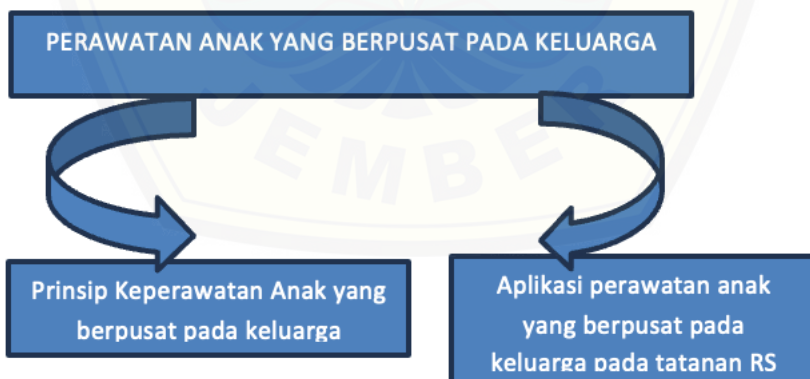 PERAWATAN ANAK YANG BERPUSAT PADA KELUARGA
JEMBER
Prinsip Keperawatan Anak yang
berpusat pada keluarga
Aplikasi perawatan anak
yang berpusat pada
keluarga pada tatanan RS